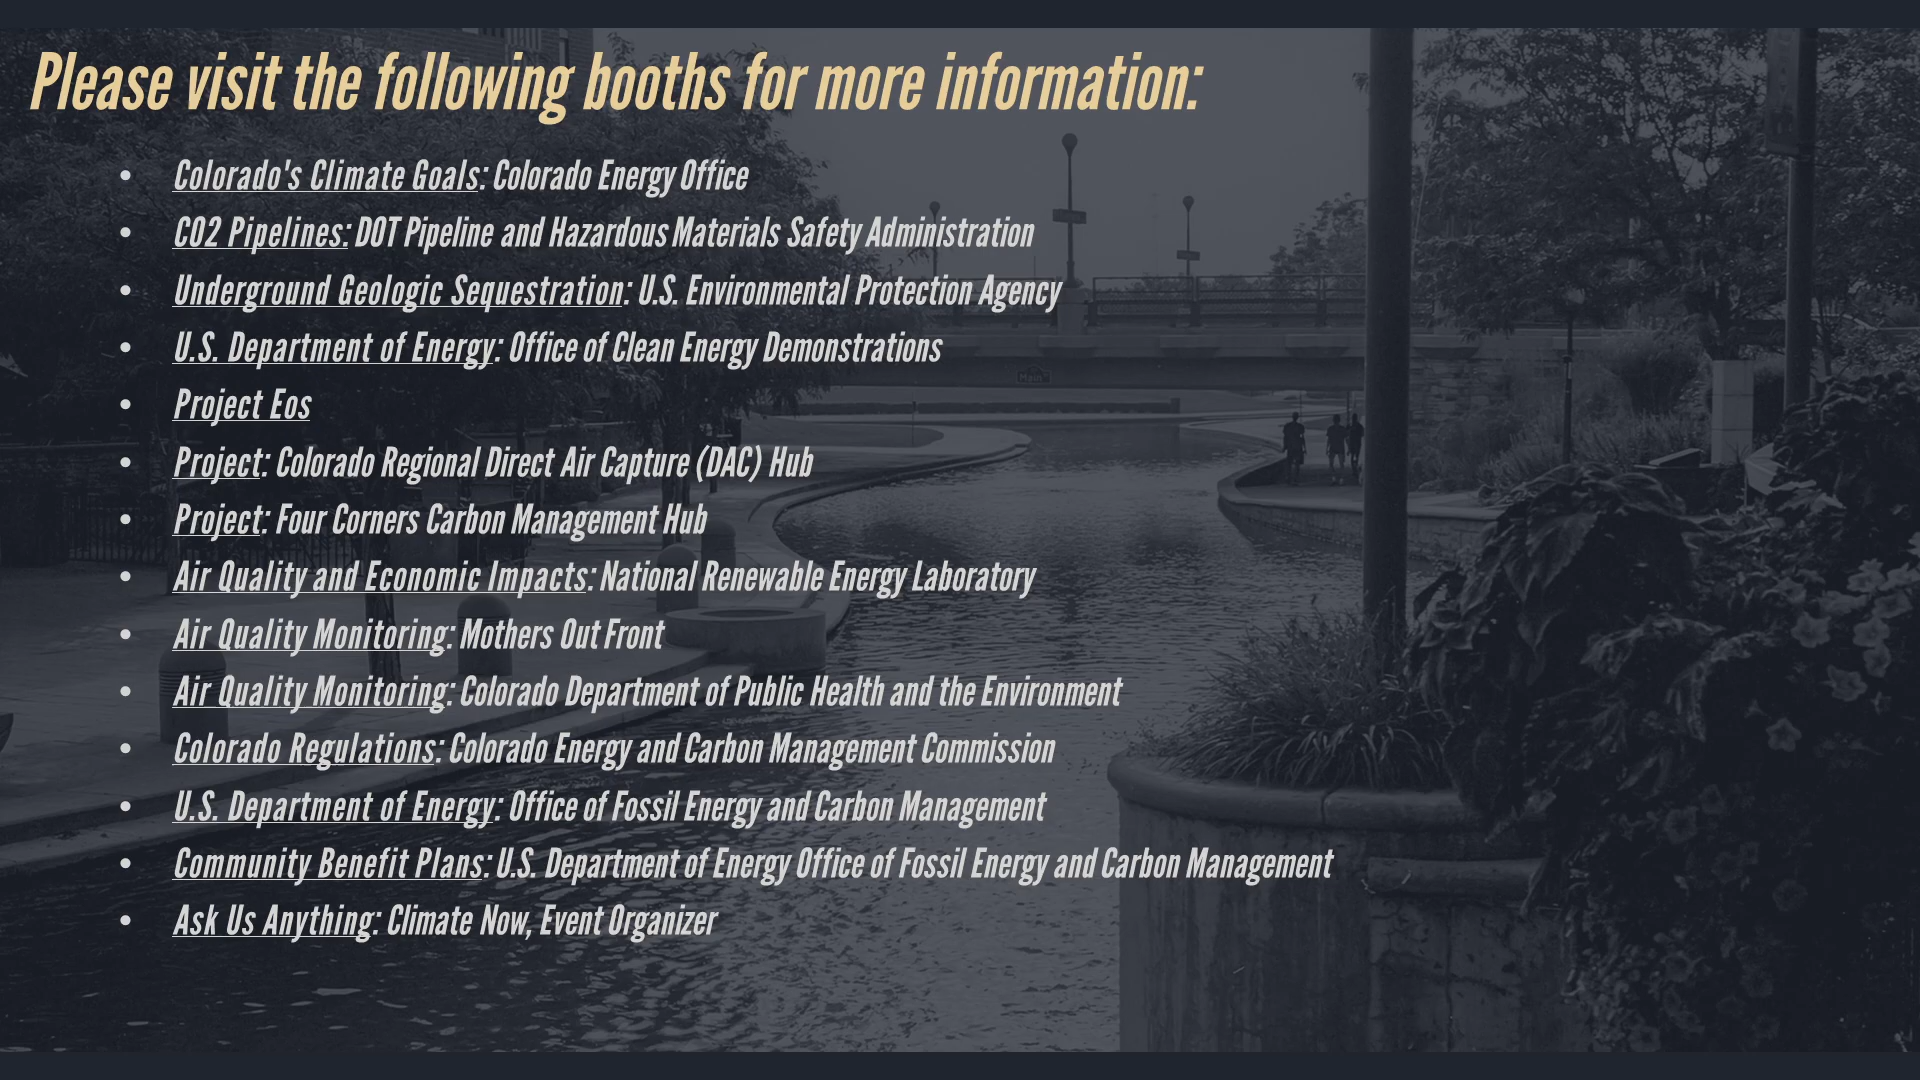 Please visit the following booths for more information:
• Colorado's Climate Goals: Colorado Energy Office
• CO2 Pipelines: DOT Pipeline and Hazardous Materials Safety Administration
• Underground Geologic Sequestration: U.S. Environmental Protection Agency
• U.S. Department of Energy: Office of Clean Energy Demonstrations
Main
• Project Eos
• Project: Colorado Regional Direct Air Capture (DAC) Hub
• Project: Four Corners Carbon Management Hub
• Air Quality and Economic Impacts: National Renewable Energy Laboratory
• Air Quality Monitoring: Mothers Out Front
• Air Quality Monitoring: Colorado Department of Public Health and the Environment
• Colorado Regulations: Colorado Energy and Carbon Management Commission
• U.S. Department of Energy: Office of Fossil Energy and Carbon Management
• Community Benefit Plans: U.S. Department of Energy Office of Fossil Energy and Carbon Management
• Ask Us Anything: Climate Now, Event Organizer